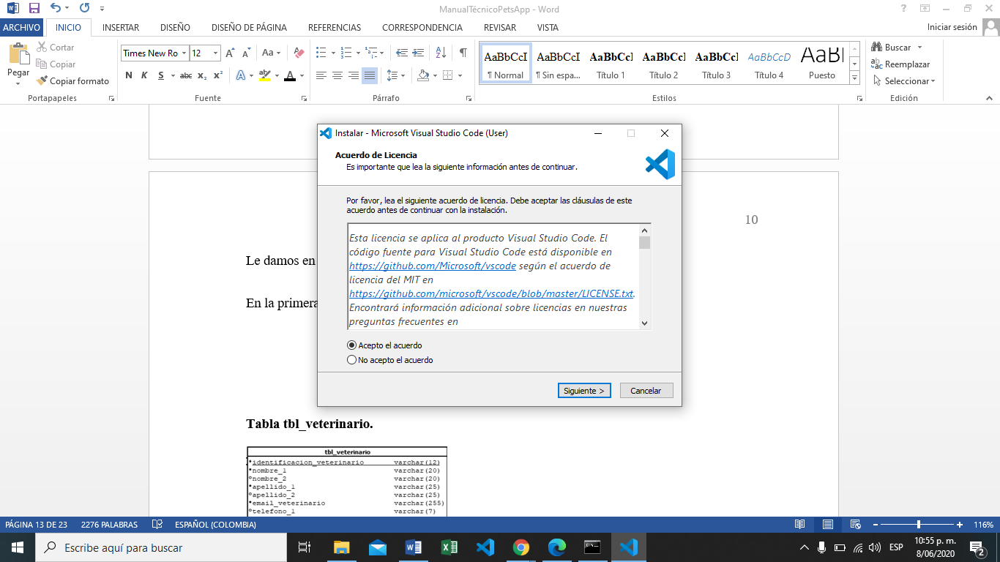 ManualTécnicoPetsApp - Word
ARCHIVO INICIO INSERTAR DISEÑO DISEÑO DE PÁGINA REFERENCIAS CORRESPONDENCIA REVISAR VISTA Iniciar sesión
Pegar
Cortar
Copiar
Copiar formato
Portapapeles
Times New Ro 12
Aa
N K S abc x₂ x²
Fuente
Párrafo
AaBbCcI AaBbCcI AaBbCc AaBbCc AaBbCc AaBbCcD AaBl
¶ Normal ¶ Sin espa... Título 1 Título 2 Título 3 Título 4 Puesto
Estilos
Buscar
Reemplazar
Seleccionar
Edición
10
Le damos en
En la primera
Instalar - Microsoft Visual Studio Code (User)
Acuerdo de Licencia
Es importante que lea la siguiente información antes de continuar.
Por favor, lea el siguiente acuerdo de licencia. Debe aceptar las cláusulas de este
acuerdo antes de continuar con la instalación.
Esta licencia se aplica al producto Visual Studio Code. El
código fuente para Visual Studio Code está disponible en
https://github.com/Microsoft/vscode según el acuerdo de
licencia del MIT en
https://github.com/microsoft/vscode/blob/master/LICENSE.txt.
Encontrará información adicional sobre licencias en nuestras
preguntas frecuentes en
Acepto el acuerdo
No acepto el acuerdo
Siguiente >
Cancelar
Tabla tbl_veterinario.
tbl_veterinario
identificacion_veterinario varchar(12)
nombre_1 varchar(20)
nombre_2 varchar(20)
apellido_1 varchar(25)
apellido_2 varchar(25)
email_veterinario varchar(255)
telefono_1 varchar(7)
PÁGINA 13 DE 23 2276 PALABRAS ESPAÑOL (COLOMBIA) 116%
Escribe aquí para buscar
ESP
10:55 p. m.
8/06/2020
2